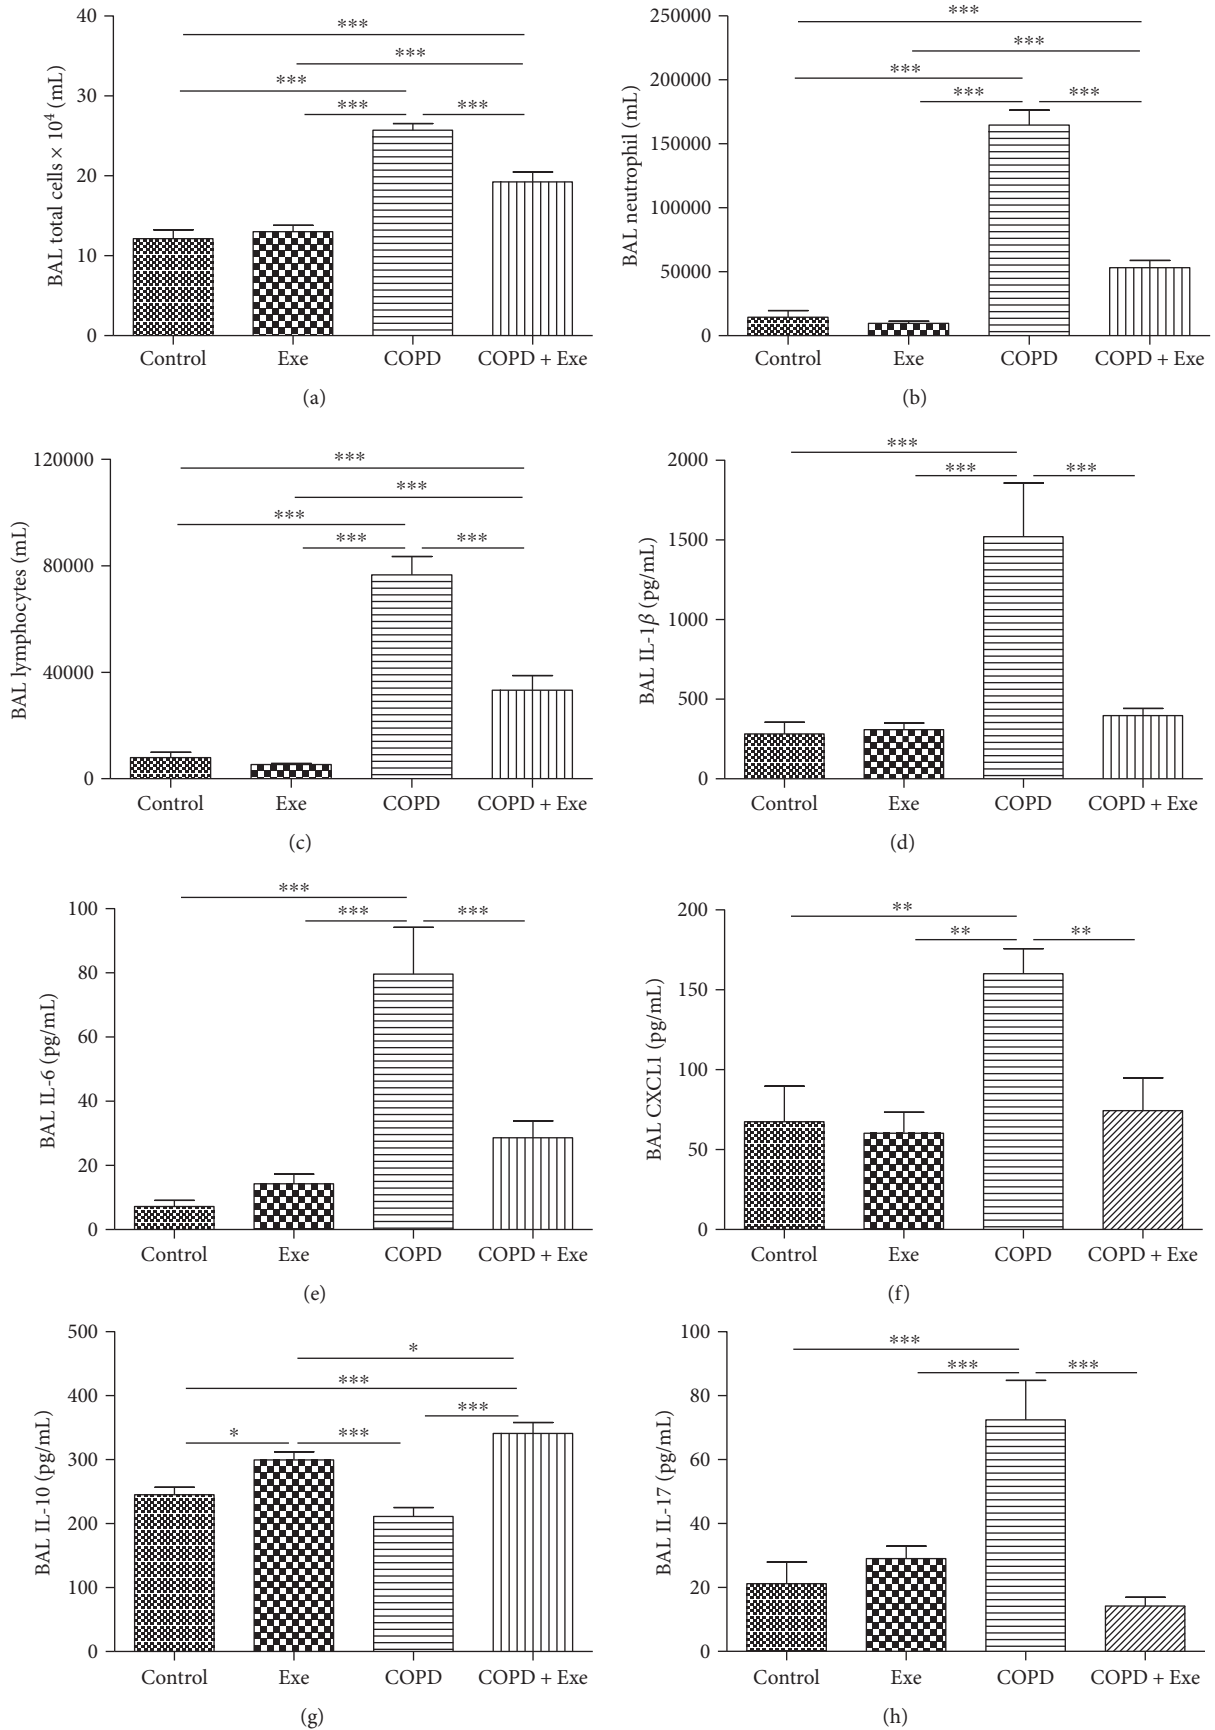 BAL total cells × 10⁴ (mL)
40
30
20
10
0
***
***
***
*** ***
Control Exe COPD COPD + Exe
(a)
BAL neutrophil (mL)
250000
200000
150000
100000
50000
0
***
***
***
*** ***
Control Exe COPD COPD + Exe
(b)
BAL lymphocytes (mL)
120000
80000
40000
0
***
***
***
*** ***
Control Exe COPD COPD + Exe
(c)
BAL IL-1β (pg/mL)
2000
1500
1000
500
0
***
*** ***
Control Exe COPD COPD + Exe
(d)
BAL IL-6 (pg/mL)
100
80
60
40
20
0
***
*** ***
Control Exe COPD COPD + Exe
(e)
BAL CXCL1 (pg/mL)
200
150
100
50
0
**
** **
Control Exe COPD COPD + Exe
(f)
BAL IL-10 (pg/mL)
500
400
300
200
100
0
*
***
***
* ***
Control Exe COPD COPD + Exe
(g)
BAL IL-17 (pg/mL)
100
80
60
40
20
0
***
*** ***
Control Exe COPD COPD + Exe
(h)